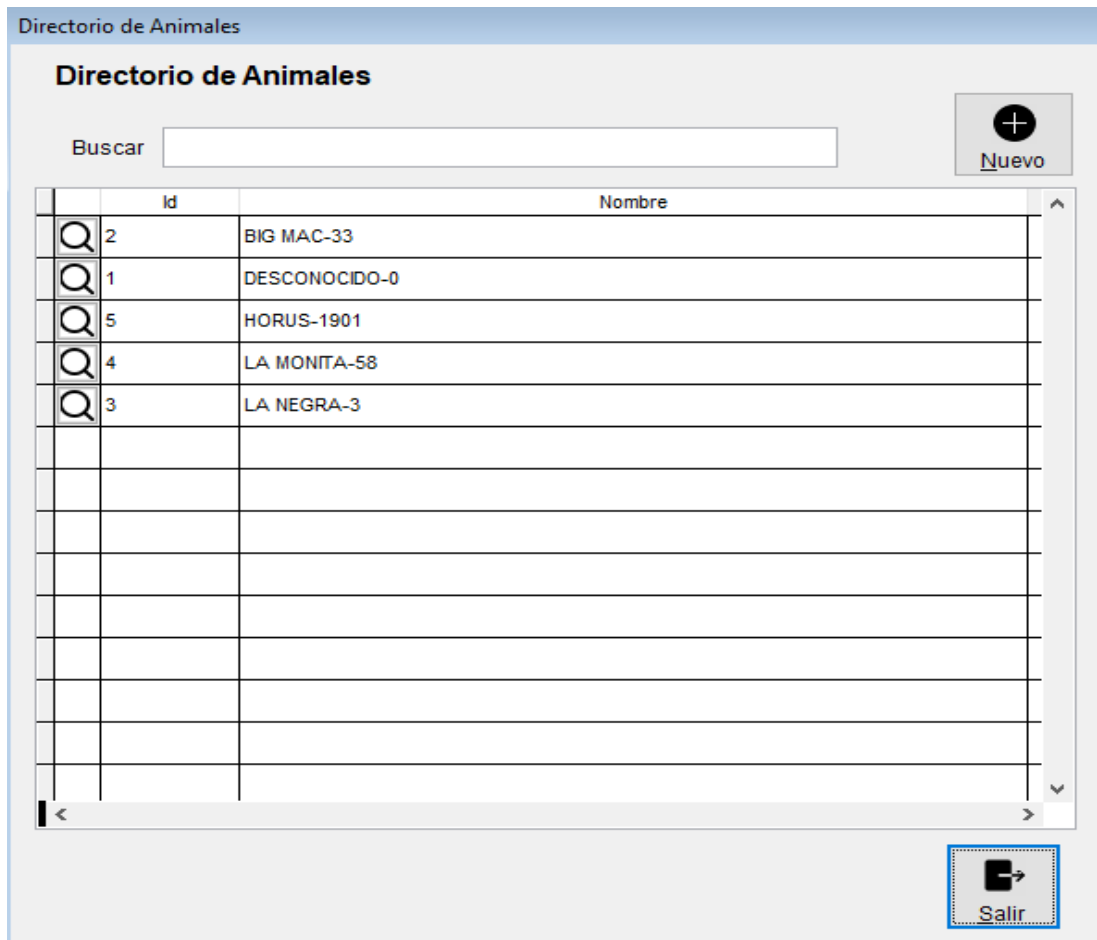 Directorio de Animales
Directorio de Animales
Buscar
Nuevo
Id Nombre
2 BIG MAC-33
1 DESCONOCIDO-0
5 HORUS-1901
4 LA MONITA-58
3 LA NEGRA-3
Salir